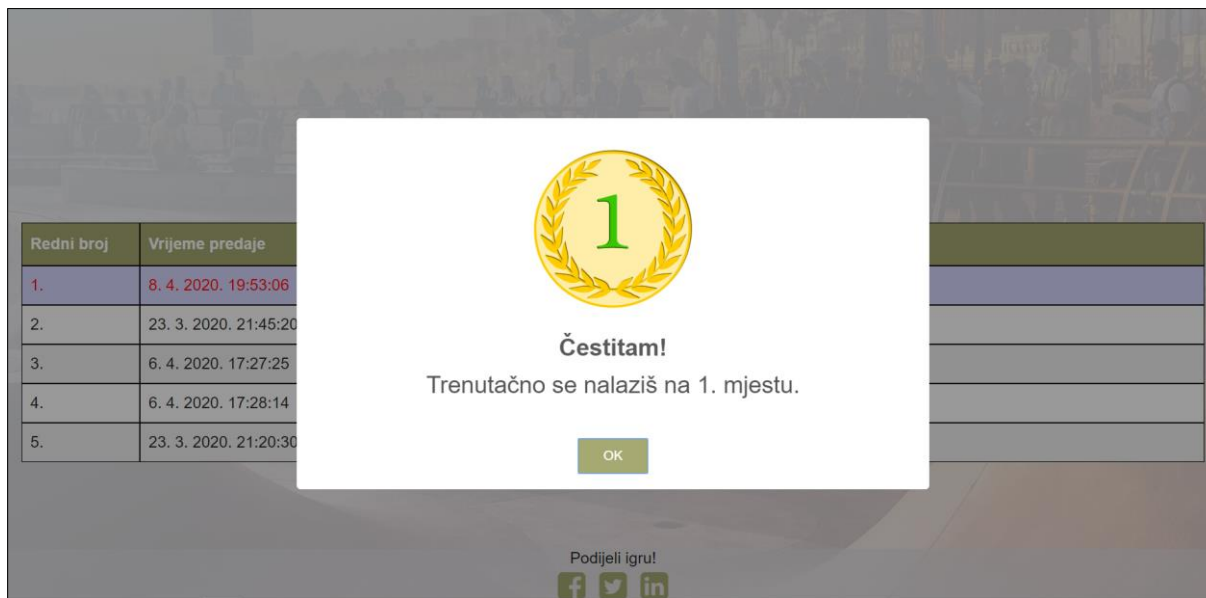 1
Redni broj Vrijeme predaje
1. 8. 4. 2020. 19:53:06
2. 23. 3. 2020. 21:45:20
3. 6. 4. 2020. 17:27:25
4. 6. 4. 2020. 17:28:14
5. 23. 3. 2020. 21:20:30
Čestitam!
Trenutačno se nalaziš na 1. mjestu.
OK
Podijeli igru!